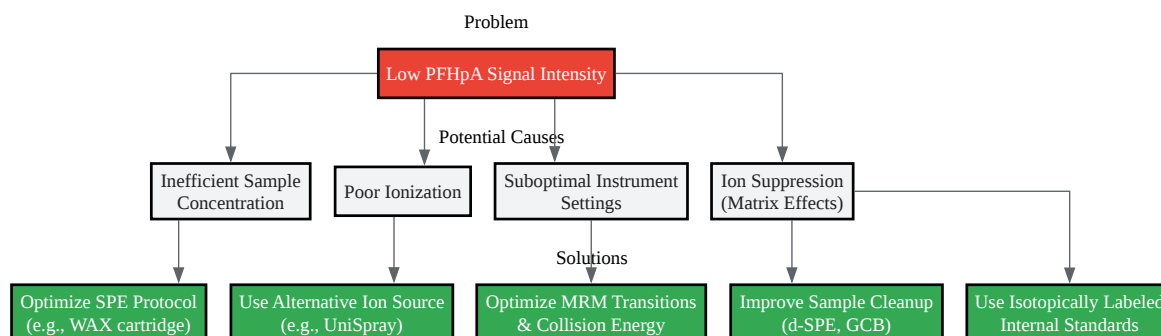 Problem
Low PFHpA Signal Intensity
Potential Causes
Inefficient Sample
Concentration
Poor Ionization
Suboptimal Instrument
Settings
Ion Suppression
(Matrix Effects)
Solutions
Optimize SPE Protocol
(e.g., WAX cartridge)
Use Alternative Ion Source
(e.g., UniSpray)
Optimize MRM Transitions
& Collision Energy
Improve Sample Cleanup
(d-SPE, GCB)
Use Isotopically Labeled
Internal Standards